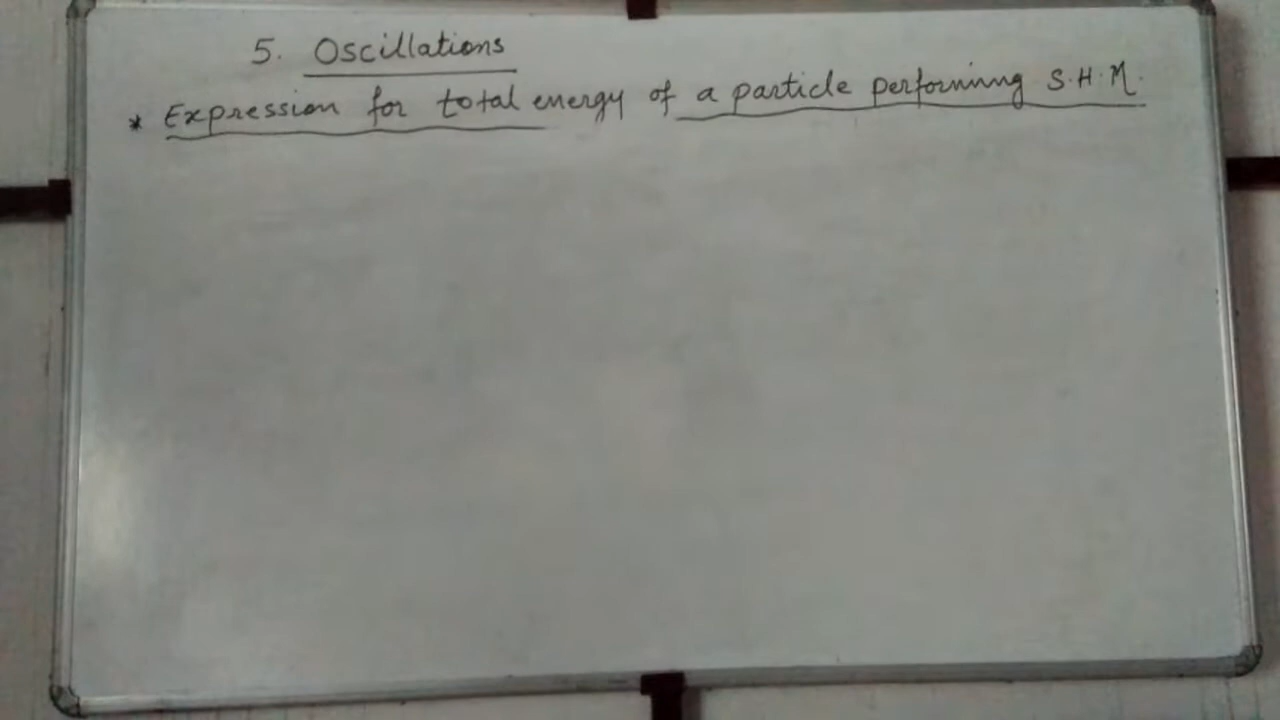 5. Oscillations
* Expression for total energy of a particle performing S.H.M.